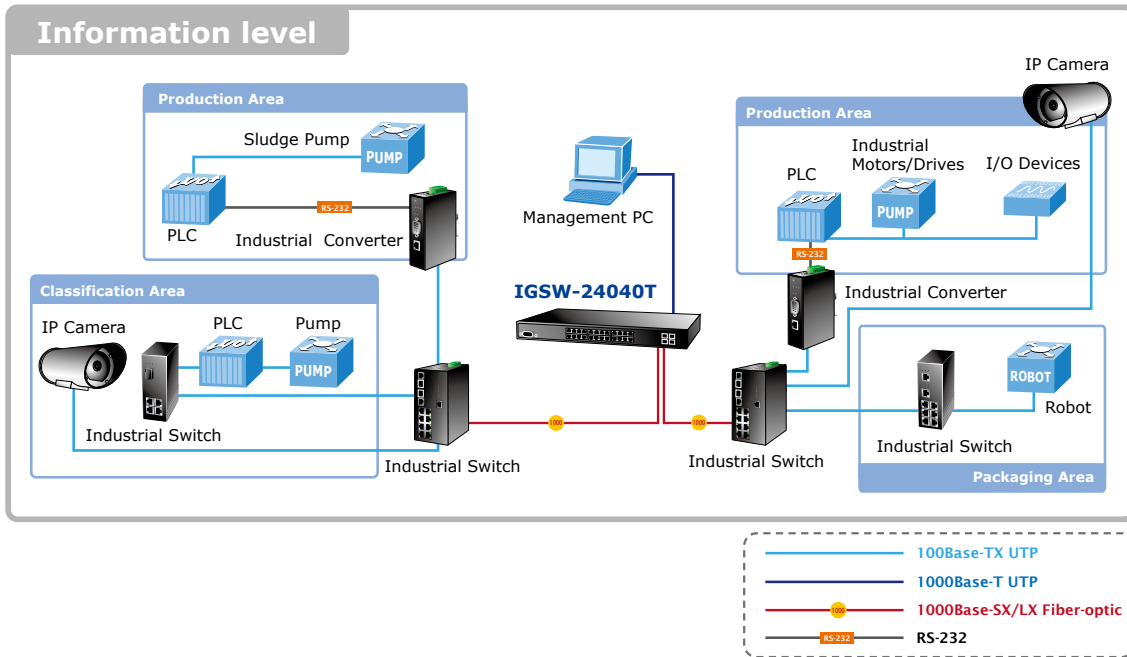 Information level
IP Camera
Production Area
Sludge Pump
PUMP
PLC
RS-232
Industrial Converter
Management PC
Production Area
Industrial
Motors/Drives
I/O Devices
PLC
PUMP
RS-232
Industrial Converter
IGSW-24040T
Classification Area
IP Camera
PLC
Pump
PUMP
Industrial Switch
1000
Industrial Switch
1000
Industrial Switch
ROBOT
Robot
Industrial Switch
Packaging Area
100Base-TX UTP
1000Base-T UTP
1000
1000Base-SX/LX Fiber-optic
RS-232
RS-232